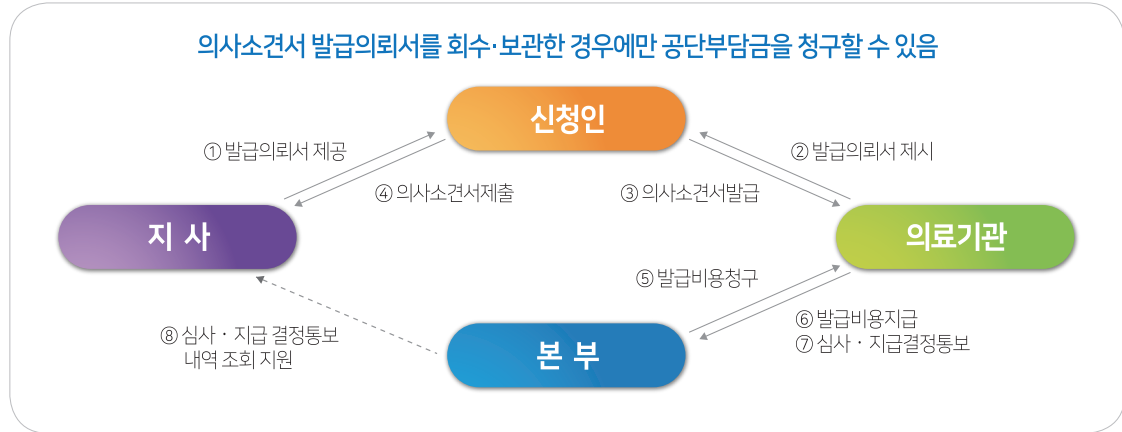 의사소견서 발급의뢰서를 회수·보관한 경우에만 공단부담금을 청구할 수 있음
신청인
① 발급의뢰서 제공
② 발급의뢰서 제시
④ 의사소견서제출
③ 의사소견서발급
지 사
의료기관
⑤ 발급비용청구
⑥ 발급비용지급
⑦ 심사 · 지급결정통보
⑧ 심사 · 지급 결정통보
내역 조회 지원
본 부